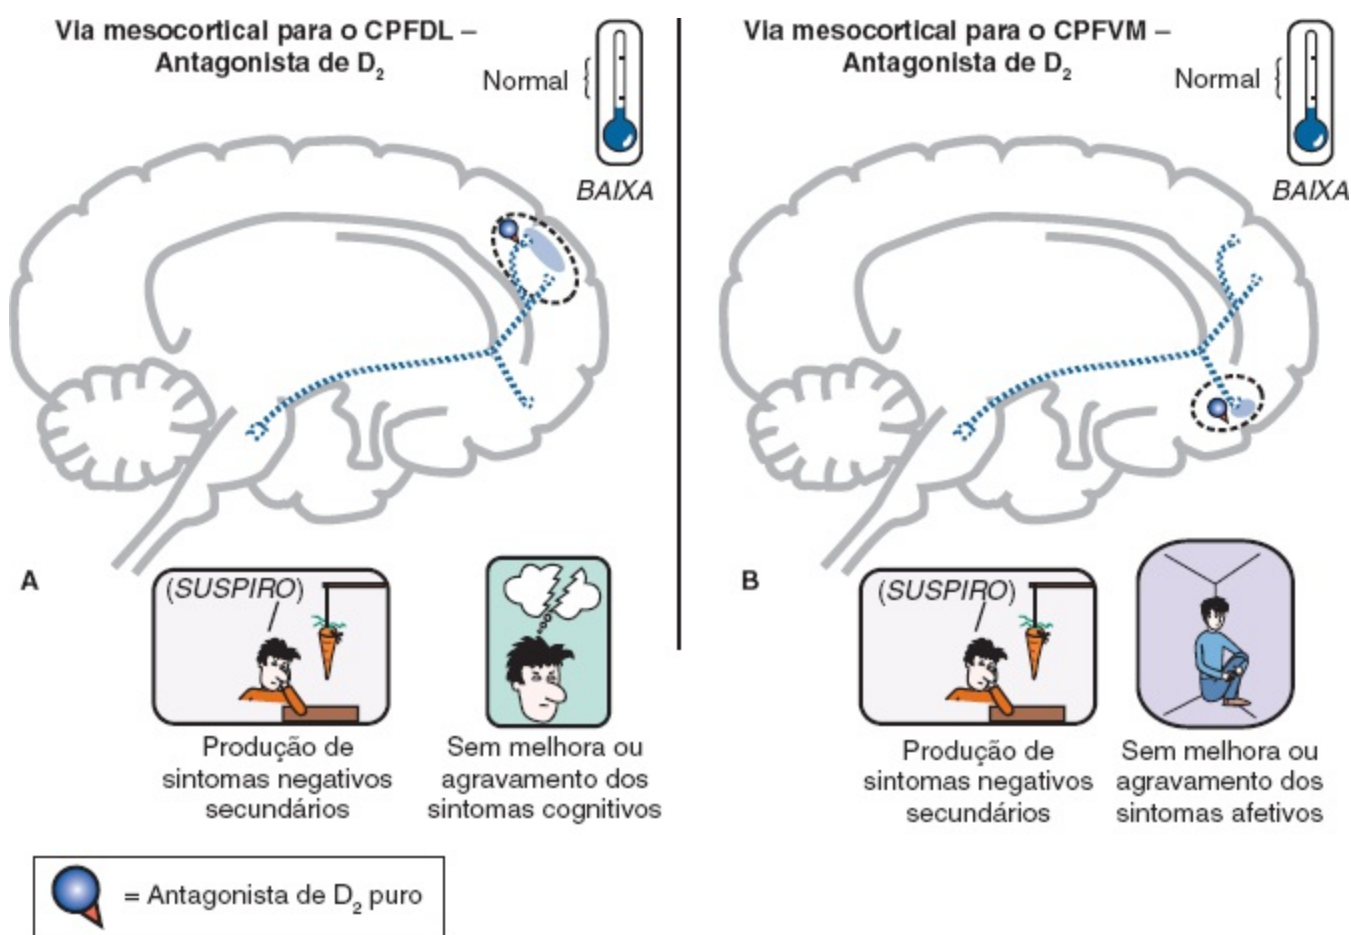 Via mesocortical para o CPFDL –
Antagonista de D₂
Normal
BAIXA
A
(SUSPIRO)
Produção de
sintomas negativos
secundários
Sem melhora ou
agravamento dos
sintomas cognitivos
Via mesocortical para o CPFVM –
Antagonista de D₂
Normal
BAIXA
B
(SUSPIRO)
Produção de
sintomas negativos
secundários
Sem melhora ou
agravamento dos
sintomas afetivos
= Antagonista de D₂ puro